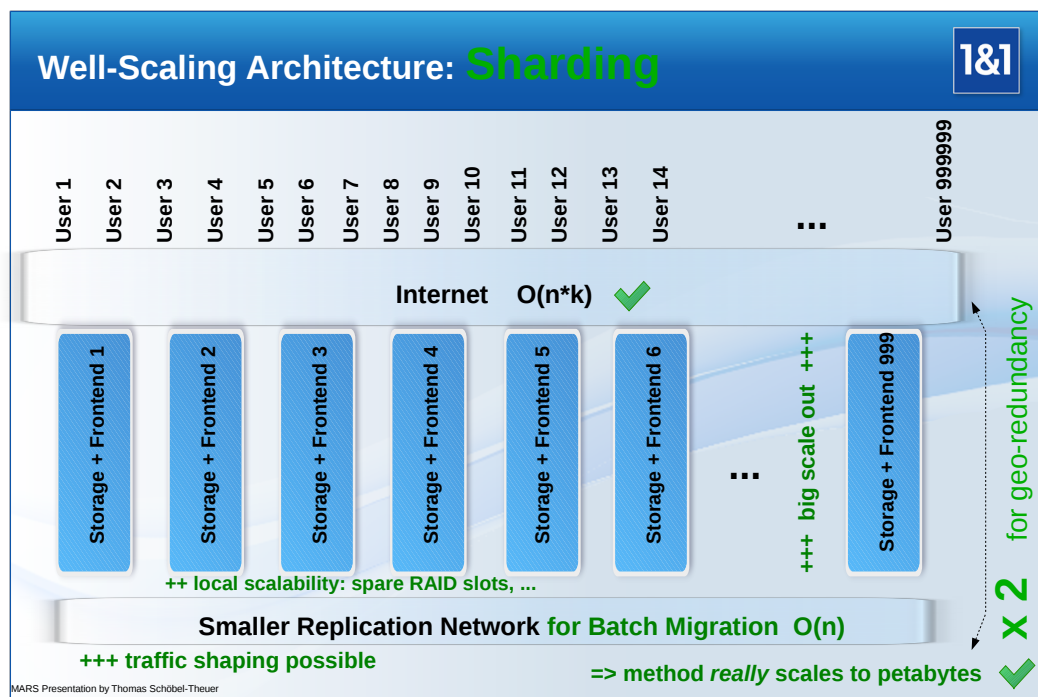 Well-Scaling Architecture: Sharding
1&1
User 1
User 2
User 3
User 4
User 5
User 6
User 7
User 8
User 9
User 10
User 11
User 12
User 13
User 14
...
User 999999
Internet O(n*k)
Storage + Frontend 1
Storage + Frontend 2
Storage + Frontend 3
Storage + Frontend 4
Storage + Frontend 5
Storage + Frontend 6
...
+++ big scale out +++
Storage + Frontend 999
x 2 for geo-redundancy
++ local scalability: spare RAID slots, ...
Smaller Replication Network for Batch Migration O(n)
+++ traffic shaping possible
=> method really scales to petabytes
MARS Presentation by Thomas Schöbel-Theuer